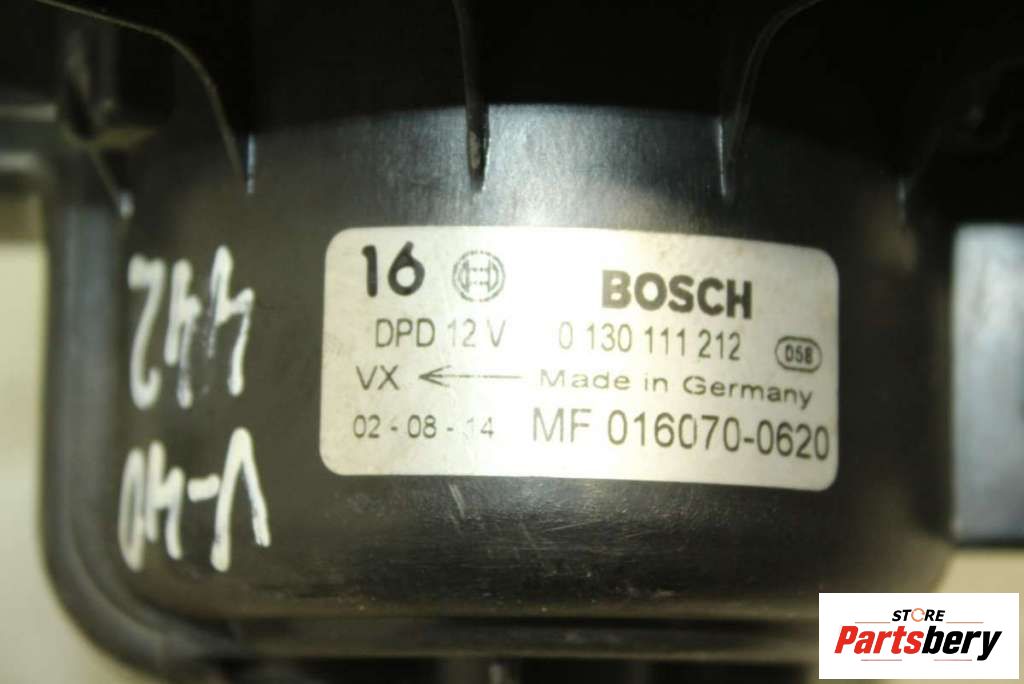 16 BOSCH
DPD 12 V 0 130 111 212 058
VX ← Made in Germany
02-08-14 MF 016070-0620
V-40
STORE
Partsbery